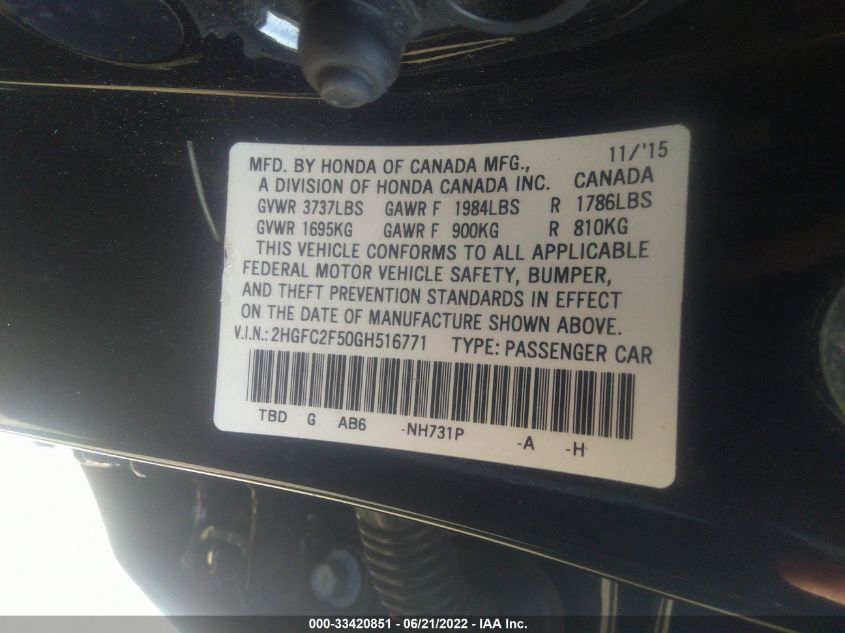 MFD. BY HONDA OF CANADA MFG., 11/'15
A DIVISION OF HONDA CANADA INC. CANADA
GVWR 3737LBS GAWR F 1984LBS R 1786LBS
GVWR 1695KG GAWR F 900KG R 810KG
THIS VEHICLE CONFORMS TO ALL APPLICABLE
FEDERAL MOTOR VEHICLE SAFETY, BUMPER,
AND THEFT PREVENTION STANDARDS IN EFFECT
ON THE DATE OF MANUFACTURE SHOWN ABOVE.
V.I.N.: 2HGFC2F50GH516771 TYPE: PASSENGER CAR
TBD G AB6 -NH731P -A -H
000-33420851 - 06/21/2022 - IAA Inc.